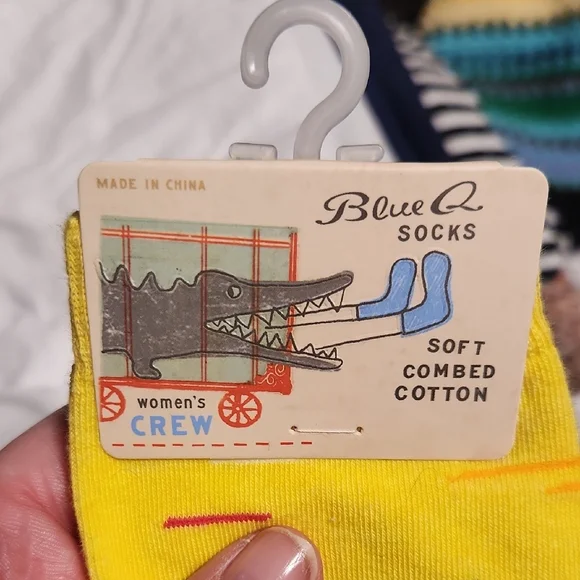 MADE IN CHINA
Blue Q
SOCKS
SOFT
COMBED
COTTON
women's
CREW